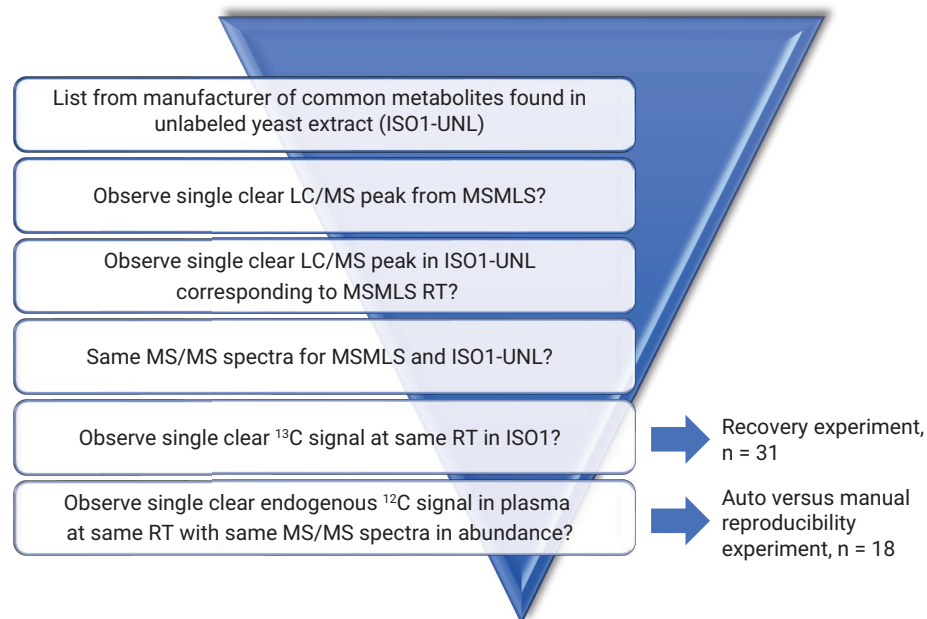 List from manufacturer of common metabolites found in
unlabeled yeast extract (ISO1-UNL)
Observe single clear LC/MS peak from MSMLS?
Observe single clear LC/MS peak in ISO1-UNL
corresponding to MSMLS RT?
Same MS/MS spectra for MSMLS and ISO1-UNL?
Observe single clear ¹³C signal at same RT in ISO1?
Recovery experiment,
n = 31
Observe single clear endogenous ¹²C signal in plasma
at same RT with same MS/MS spectra in abundance?
Auto versus manual
reproducibility
experiment, n = 18